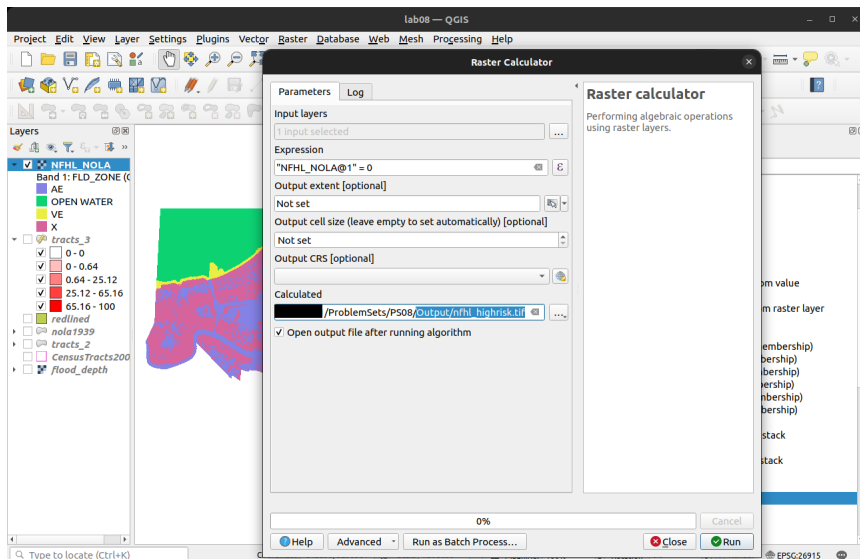 lab08 — QGIS
Project Edit View Layer Settings Plugins Vector Raster Database Web Mesh Processing Help
Layers
NFHL_NOLA
Band 1: FLD_ZONE (
AE
OPEN WATER
VE
X
tracts_3
0 - 0
0 - 0.64
0.64 - 25.12
25.12 - 65.16
65.16 - 100
redlined
nola1939
tracts_2
CensusTracts200
flood_depth
Type to locate (Ctrl+K)
Raster Calculator
Parameters Log
Input layers
1 input selected
...
Expression
"NFHL_NOLA@1" = 0
ε
Output extent [optional]
Not set
Output cell size (leave empty to set automatically) [optional]
Not set
Output CRS [optional]
Calculated
/ProblemSets/PS08/Output/nfhl_highrisk.tif
...
Open output file after running algorithm
Raster calculator
Performing algebraic operations
using raster layers.
0%
Cancel
Help Advanced Run as Batch Process... Close Run
om value
m raster layer
embership)
bership)
bership)
ership)
nbership)
bership)
stack
stack
EPSG:26915